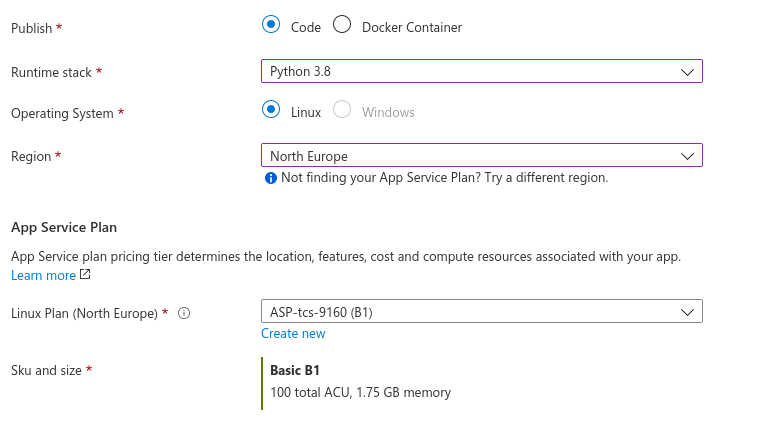 Publish *
Code Docker Container
Runtime stack *
Python 3.8
Operating System *
Linux Windows
Region *
North Europe
Not finding your App Service Plan? Try a different region.
App Service Plan
App Service plan pricing tier determines the location, features, cost and compute resources associated with your app.
Learn more
Linux Plan (North Europe) *
ASP-tcs-9160 (B1)
Create new
Sku and size *
Basic B1
100 total ACU, 1.75 GB memory